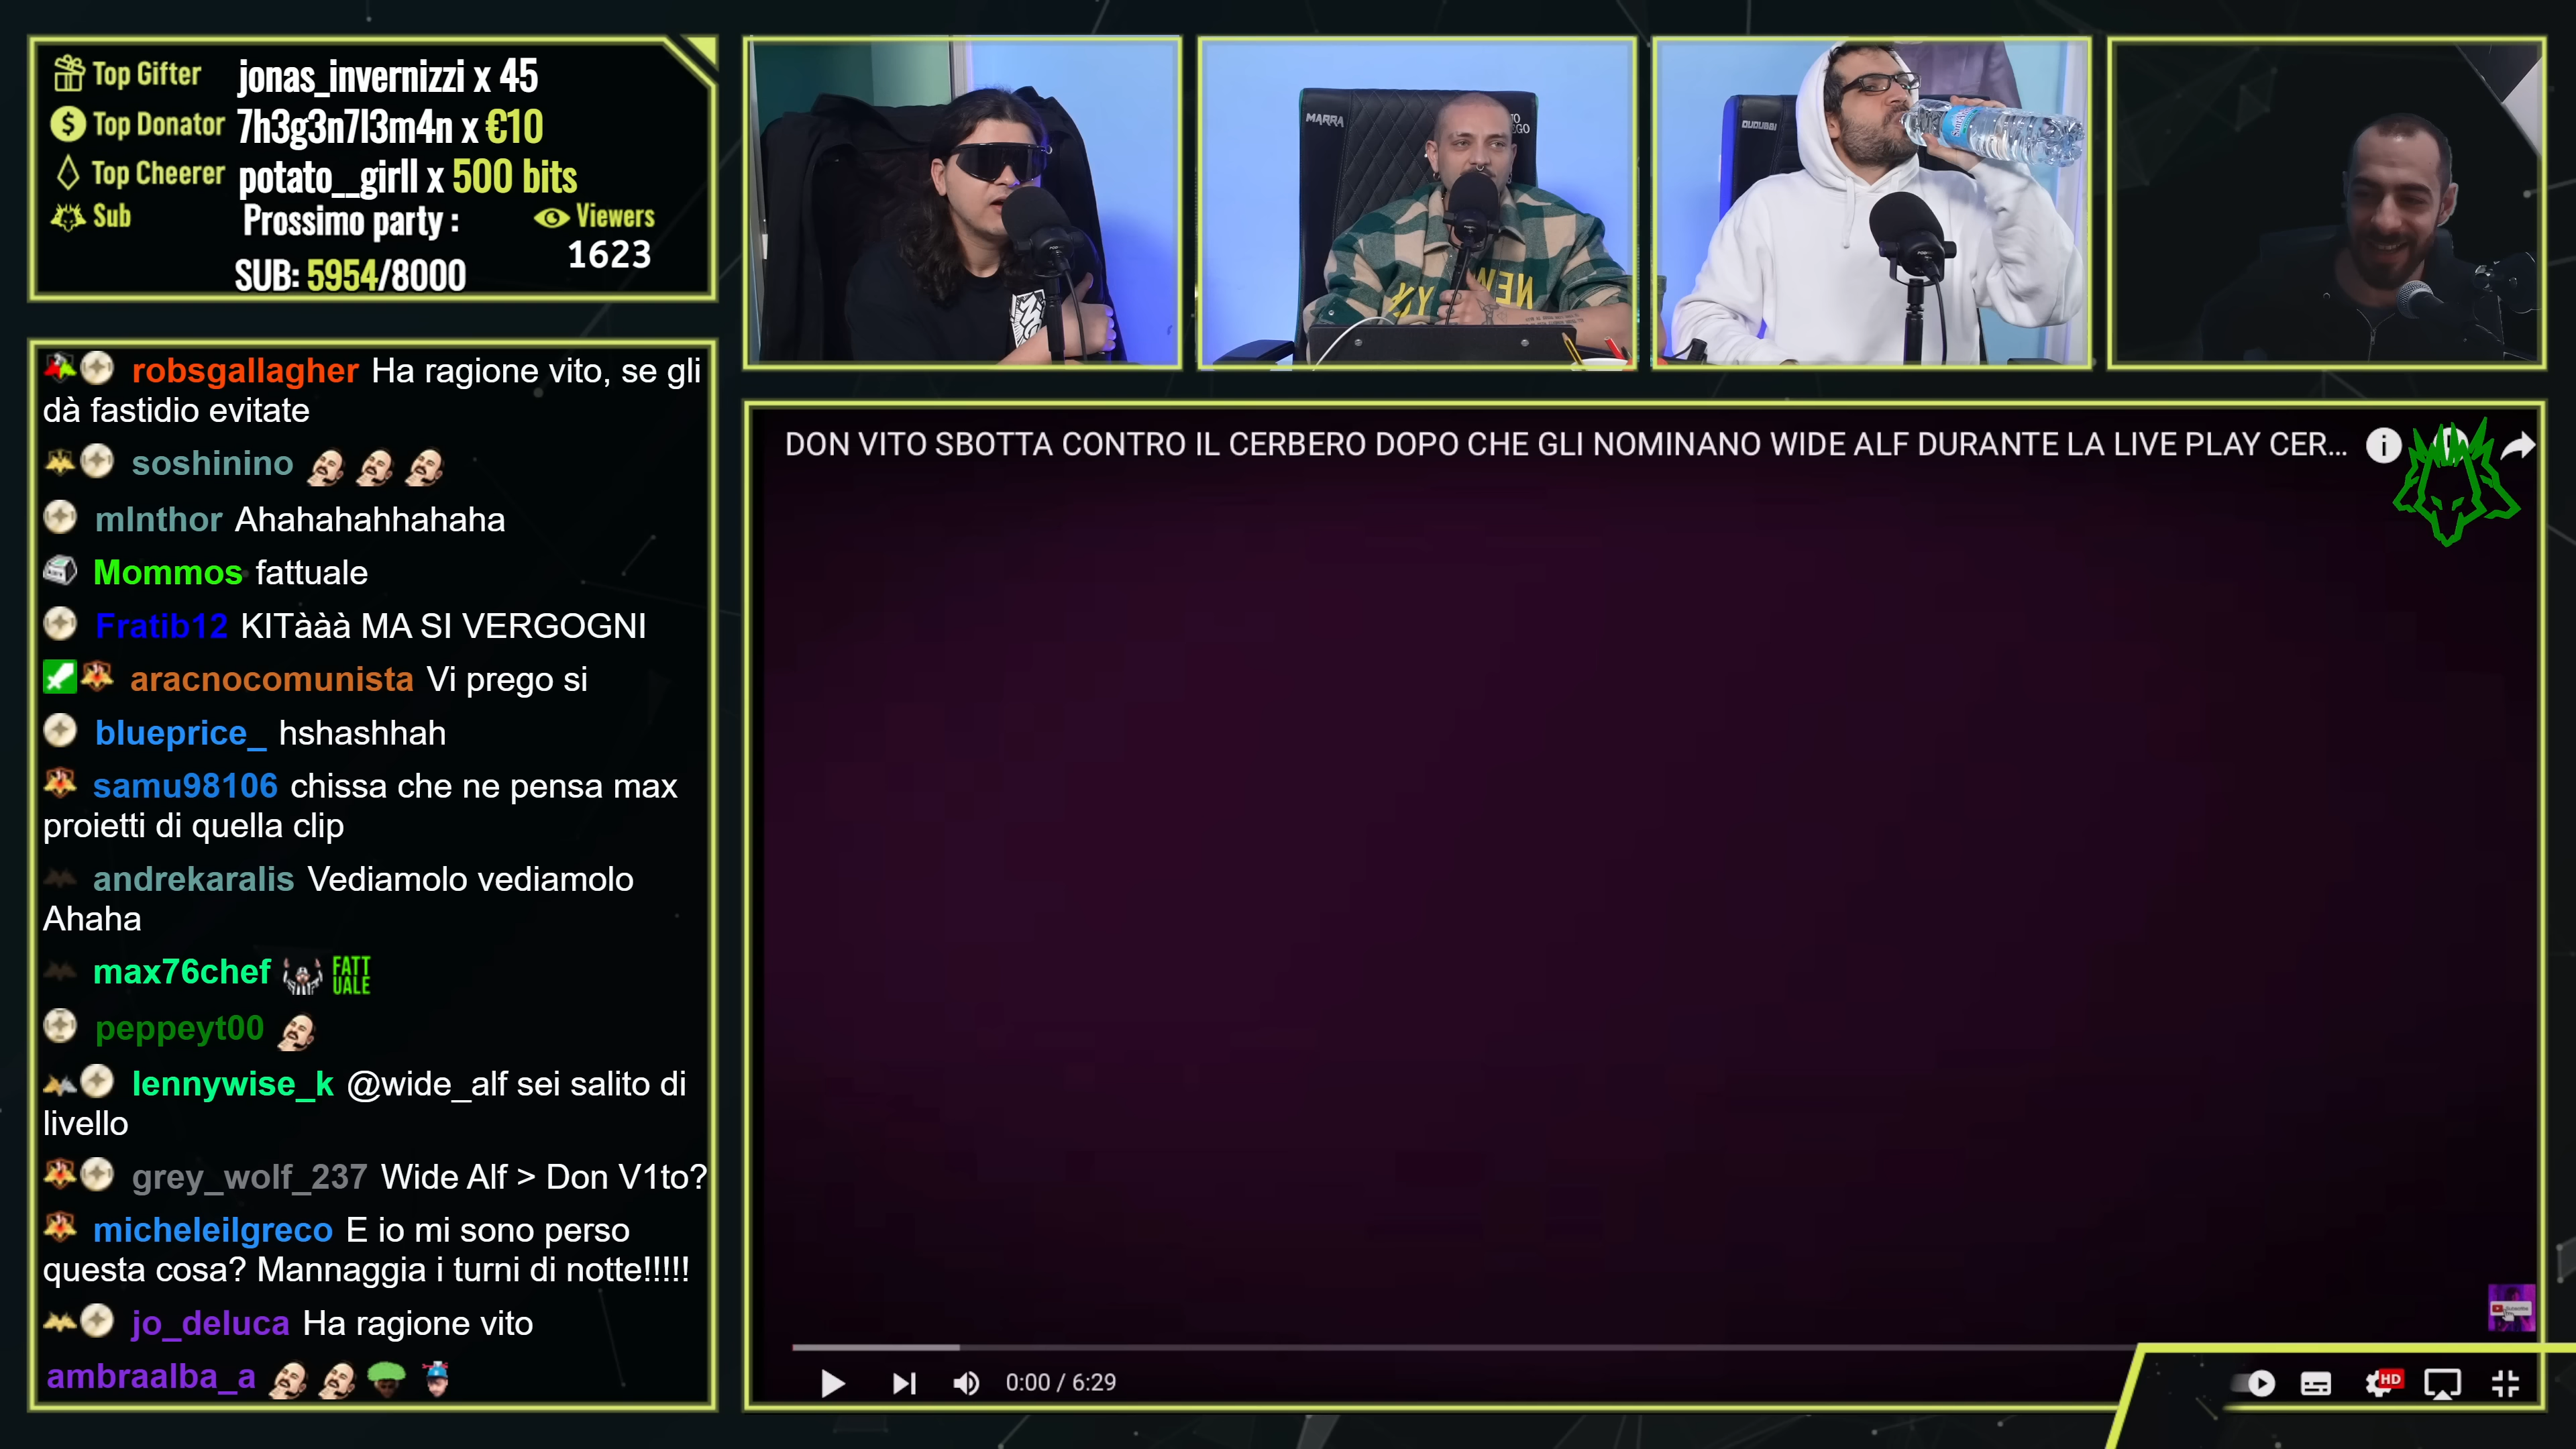 Top Gifter jonas_invernizzi x 45
Top Donator 7h3g3n7l3m4n x €10
Top Cheerer potato__girll x 500 bits
Sub Prossimo party : Viewers
1623
SUB: 5954/8000
robsgallagher Ha ragione vito, se gli
dà fastidio evitate
soshinino
mlnthor Ahahahahhahaha
Mommos fattuale
Fratib12 KITààà MA SI VERGOGNI
aracnocomunista Vi prego si
blueprice_ hshashhah
samu98106 chissa che ne pensa max
proietti di quella clip
andrekaralis Vediamolo vediamolo
Ahaha
max76chef FATT
UALE
peppeyt00
lennywise_k @wide_alf sei salito di
livello
grey_wolf_237 Wide Alf > Don V1to?
micheleilgreco E io mi sono perso
questa cosa? Mannaggia i turni di notte!!!!!
jo_deluca Ha ragione vito
ambraalba_a
MARRA
NEW
DON VITO SBOTTA CONTRO IL CERBERO DOPO CHE GLI NOMINANO WIDE ALF DURANTE LA LIVE PLAY CER...
0:00 / 6:29
HD